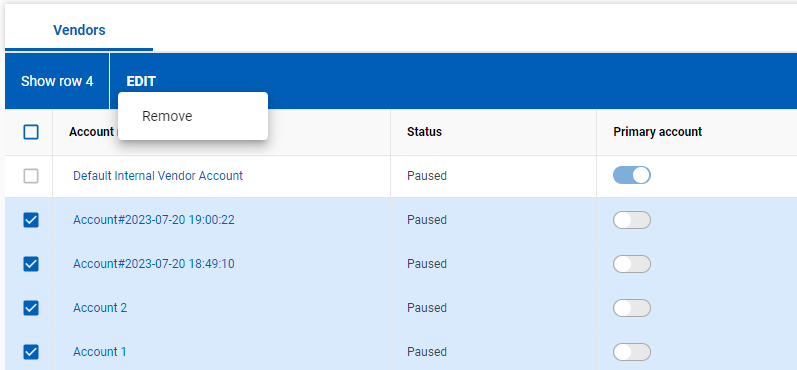 Vendors
Show row 4 EDIT
Remove
Account Status Primary account
Default Internal Vendor Account Paused
Account#2023-07-20 19:00:22 Paused
Account#2023-07-20 18:49:10 Paused
Account 2 Paused
Account 1 Paused